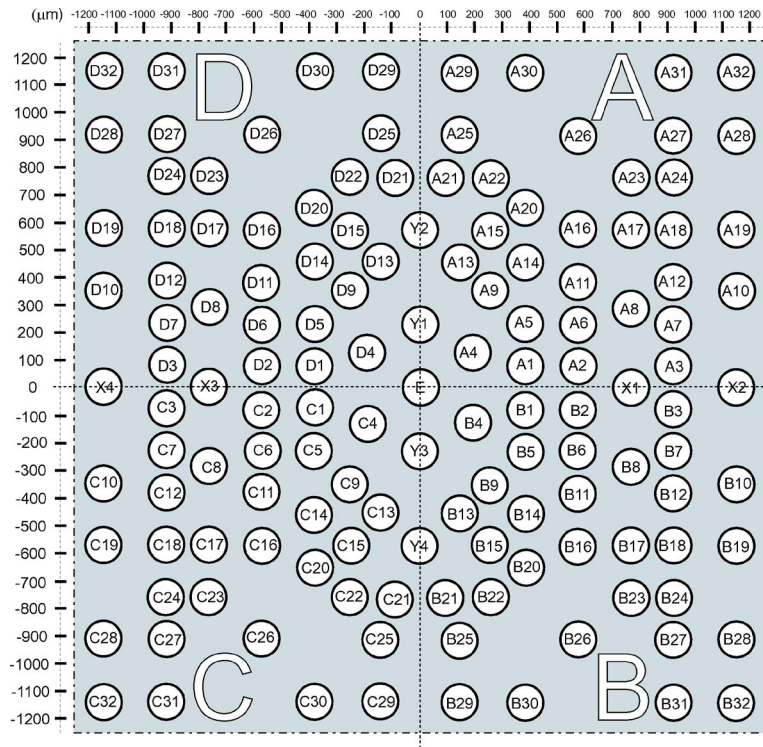 (μm) -1200 -1100 -1000 -900 -800 -700 -600 -500 -400 -300 -200 -100 0 100 200 300 400 500 600 700 800 900 1000 1100 1200
1200 D32 D31 D30 D29 A29 A30 A31 A32
D A
1100
1000
900 D28 D27 D26 D25 A25 A26 A27 A28
800 D24 D23 D22 D21 A21 A22 A23 A24
700
D20 A20
600 D19 D18 D17 D16 D15 Y2 A15 A16 A17 A18 A19
500
D14 D13 A13 A14
400 D12 D11 A11 A12
D10 D9 A9 A10
300 D8 A8
200 D7 D6 D5 Y1 A5 A6 A7
100 D4 A4
D3 D2 D1 A1 A2 A3
0 X4 X3 E X1 X2
-100 C3 C2 C1 B1 B2 B3
C4 B4
-200 C7 C6 C5 Y3 B5 B6 B7
-300 C8 B8
C10 C9 B9 B10
-400 C12 C11 B11 B12
C14 C13 B13 B14
-500
-600 C19 C18 C17 C16 C15 Y4 B15 B16 B17 B18 B19
C20 B20
-700
-800 C24 C23 C22 C21 B21 B22 B23 B24
-900 C28 C27 C26 C25 B25 B26 B27 B28
-1000
C B
-1100
C32 C31 C30 C29 B29 B30 B31 B32
-1200